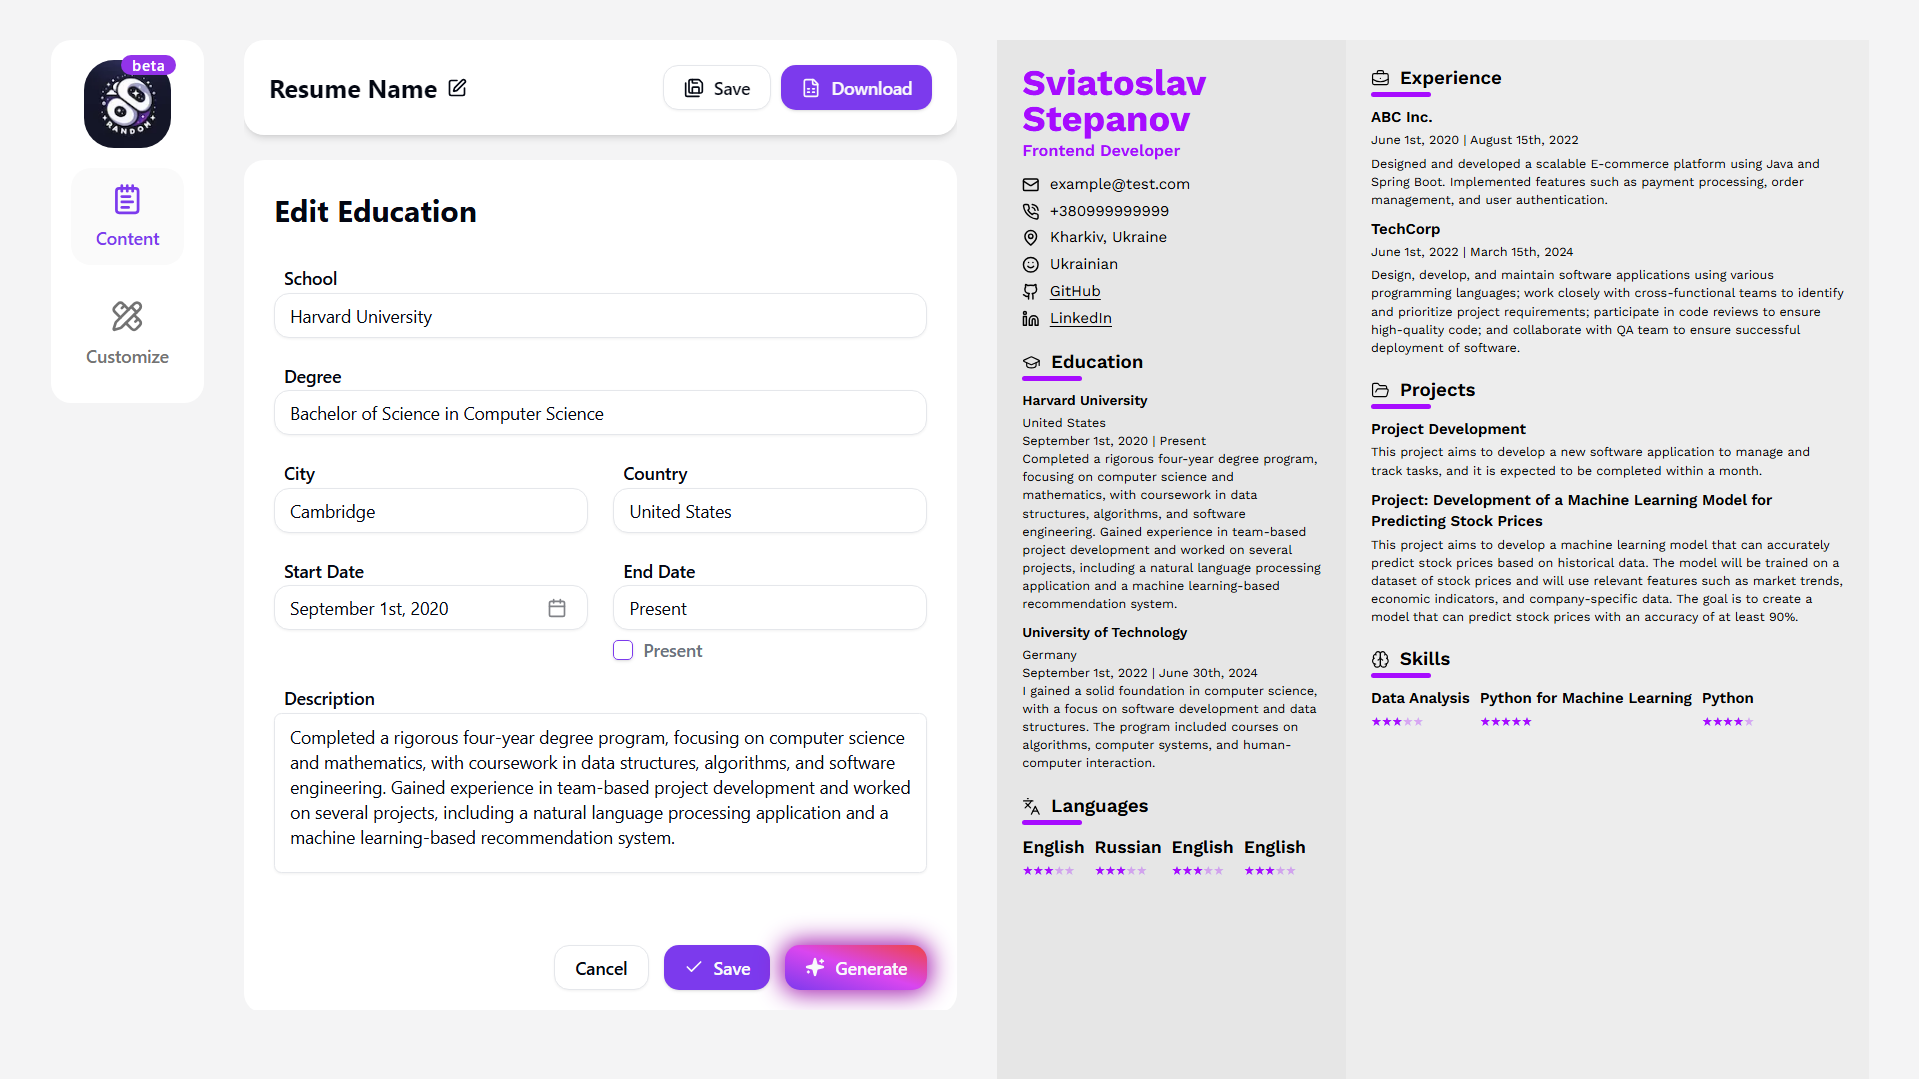 beta
RANDOM
Content
Customize
Resume Name
Save
Download
Edit Education
School
Harvard University
Degree
Bachelor of Science in Computer Science
City
Country
Cambridge
United States
Start Date
End Date
September 1st, 2020
Present
Present
Description
Completed a rigorous four-year degree program, focusing on computer science
and mathematics, with coursework in data structures, algorithms, and software
engineering. Gained experience in team-based project development and worked
on several projects, including a natural language processing application and a
machine learning-based recommendation system.
Cancel
Save
Generate
Sviatoslav
Stepanov
Frontend Developer
example@test.com
+380999999999
Kharkiv, Ukraine
Ukrainian
GitHub
LinkedIn
Education
Harvard University
United States
September 1st, 2020 | Present
Completed a rigorous four-year degree program,
focusing on computer science and
mathematics, with coursework in data
structures, algorithms, and software
engineering. Gained experience in team-based
project development and worked on several
projects, including a natural language processing
application and a machine learning-based
recommendation system.
University of Technology
Germany
September 1st, 2022 | June 30th, 2024
I gained a solid foundation in computer science,
with a focus on software development and data
structures. The program included courses on
algorithms, computer systems, and human-
computer interaction.
Languages
English Russian English English
Experience
ABC Inc.
June 1st, 2020 | August 15th, 2022
Designed and developed a scalable E-commerce platform using Java and
Spring Boot. Implemented features such as payment processing, order
management, and user authentication.
TechCorp
June 1st, 2022 | March 15th, 2024
Design, develop, and maintain software applications using various
programming languages; work closely with cross-functional teams to identify
and prioritize project requirements; participate in code reviews to ensure
high-quality code; and collaborate with QA team to ensure successful
deployment of software.
Projects
Project Development
This project aims to develop a new software application to manage and
track tasks, and it is expected to be completed within a month.
Project: Development of a Machine Learning Model for
Predicting Stock Prices
This project aims to develop a machine learning model that can accurately
predict stock prices based on historical data. The model will be trained on a
dataset of stock prices and will use relevant features such as market trends,
economic indicators, and company-specific data. The goal is to create a
model that can predict stock prices with an accuracy of at least 90%.
Skills
Data Analysis Python for Machine Learning Python